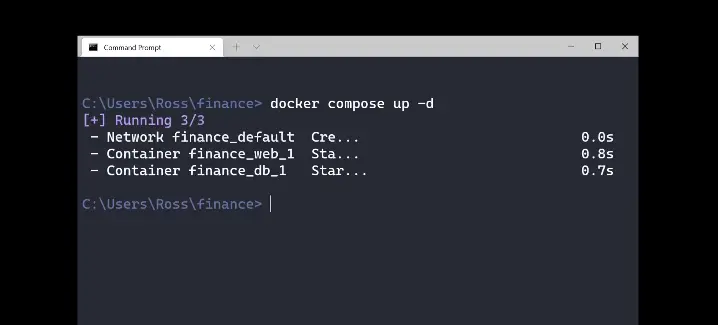 Command Prompt
C:\Users\Ross\finance> docker compose up -d
[+] Running 3/3
- Network finance_default Cre... 0.0s
- Container finance_web_1 Sta... 0.8s
- Container finance_db_1 Star... 0.7s
C:\Users\Ross\finance>